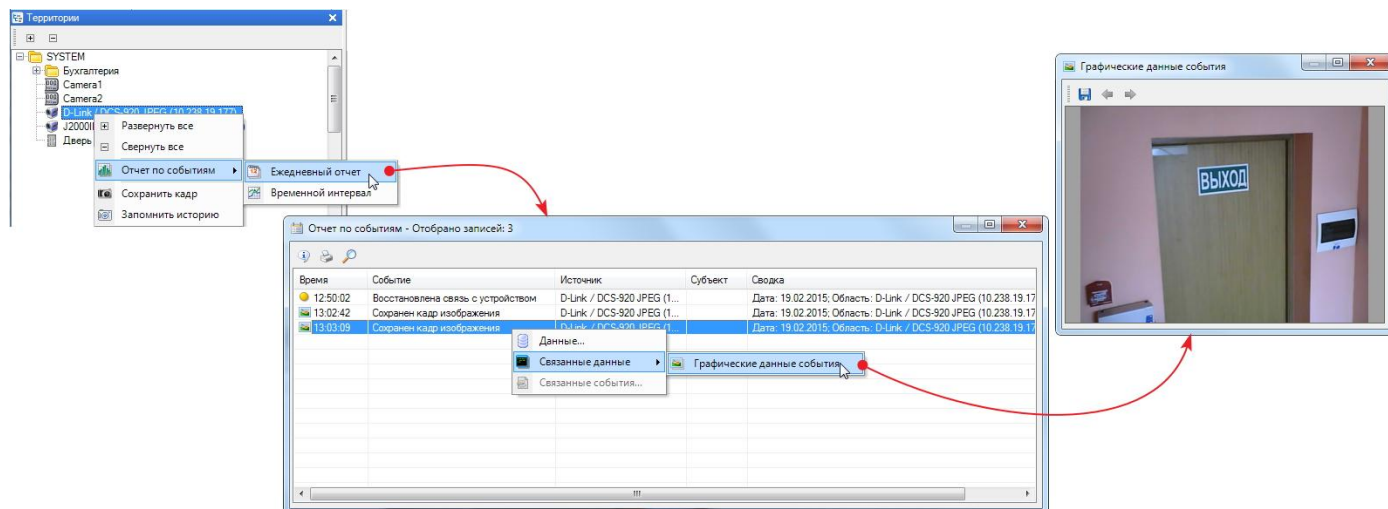 Территории
SYSTEM
Бухгалтерия
Camera1
Camera2
D-Link / DCS-920 JPEG (10.238.19.177)
J2000I
Дверь
Развернуть все
Свернуть все
Отчет по событиям
Сохранить кадр
Запомнить историю
Ежедневный отчет
Временной интервал
Отчет по событиям - Отобрано записей: 3
Время Событие Источник Субъект Сводка
12:50:02 Восстановлена связь с устройством D-Link / DCS-920 JPEG (1... Дата: 19.02.2015; Область: D-Link / DCS-920 JPEG (10.238.19.17
13:02:42 Сохранен кадр изображения D-Link / DCS-920 JPEG (1... Дата: 19.02.2015; Область: D-Link / DCS-920 JPEG (10.238.19.17
13:03:09 Сохранен кадр изображения D-Link / DCS-920 JPEG (1... Дата: 19.02.2015; Область: D-Link / DCS-920 JPEG (10.238.19.17
Данные...
Связанные данные
Связанные события...
Графические данные события
Графические данные события
ВЫХОД